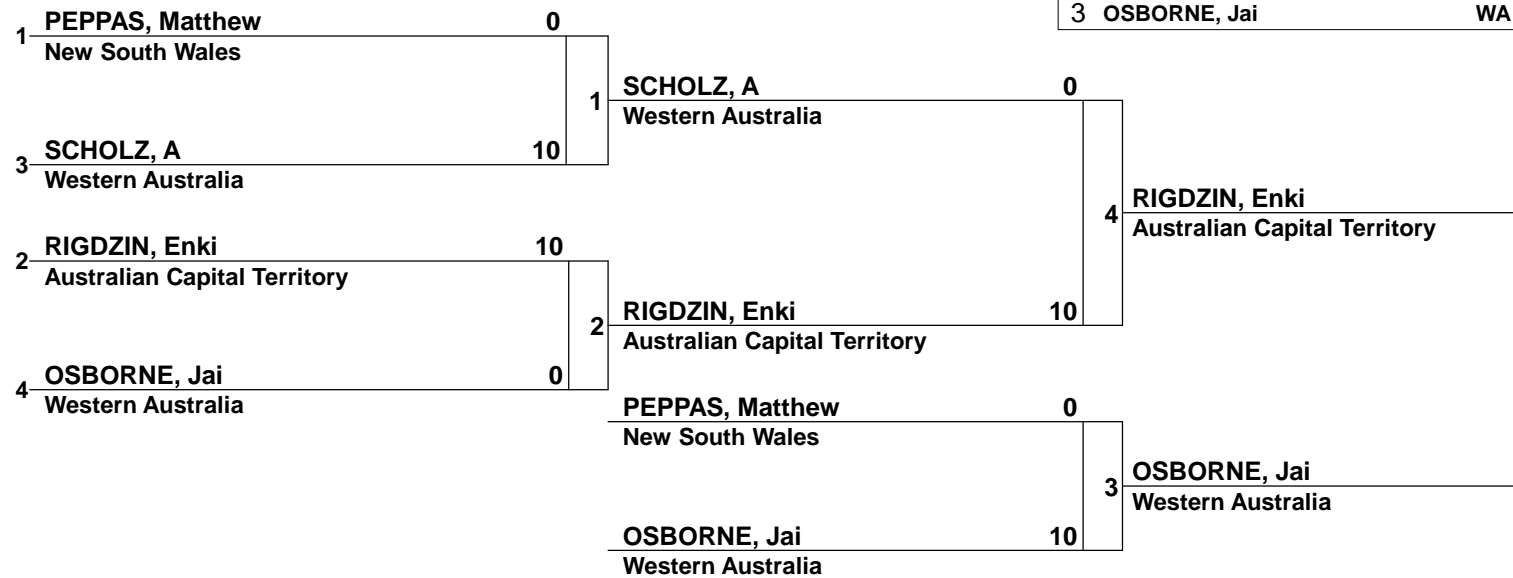 3 OSBORNE, Jai WA
1 PEPPAS, Matthew 0
New South Wales
1
3 SCHOLZ, A 10
Western Australia
SCHOLZ, A 0
Western Australia
2 RIGDZIN, Enki 10
Australian Capital Territory
2
4 OSBORNE, Jai 0
Western Australia
RIGDZIN, Enki 10
Australian Capital Territory
4
RIGDZIN, Enki
Australian Capital Territory
PEPPAS, Matthew 0
New South Wales
3
OSBORNE, Jai 10
Western Australia
OSBORNE, Jai
Western Australia